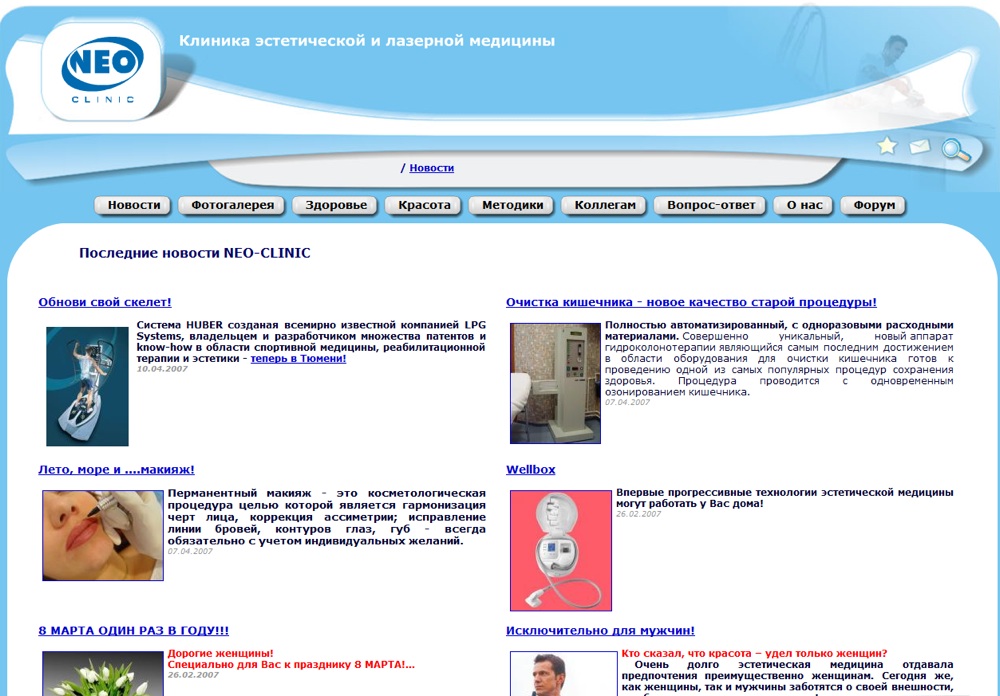 NEO
CLINIC
Клиника эстетической и лазерной медицины
/ Новости
Новости Фотогалерея Здоровье Красота Методики Коллегам Вопрос-ответ О нас Форум
Последние новости NEO-CLINIC
Обнови свой скелет!
Система HUBER созданая всемирно известной компанией LPG
Systems, владельцем и разработчиком множества патентов и
know-how в области спортивной медицины, реабилитационной
терапии и эстетики - теперь в Тюмени!
10.04.2007
Очистка кишечника - новое качество старой процедуры!
Полностью автоматизированный, с одноразовыми расходными
материалами. Совершенно уникальный, новый аппарат
гидроколонотерапии являющийся самым последним достижением
в области оборудования для очистки кишечника готов к
проведению одной из самых популярных процедур сохранения
здоровья. Процедура проводится с одновременным
озонированием кишечника.
07.04.2007
Лето, море и ....макияж!
Перманентный макияж - это косметологическая
процедура целью которой является гармонизация
черт лица, коррекция ассиметрии; исправление
линии бровей, контуров глаз, губ - всегда
обязательно с учетом индивидуальных желаний.
07.04.2007
Wellbox
Впервые прогрессивные технологии эстетической медицины
могут работать у Вас дома!
26.02.2007
8 МАРТА ОДИН РАЗ В ГОДУ!!!
Дорогие женщины!
Специально для Вас к празднику 8 МАРТА!...
26.02.2007
Исключительно для мужчин!
Кто сказал, что красота – удел только женщин?
Очень долго эстетическая медицина отдавала
предпочтения преимущественно женщинам. Сегодня же,
как женщины, так и мужчины заботятся о своей внешности,